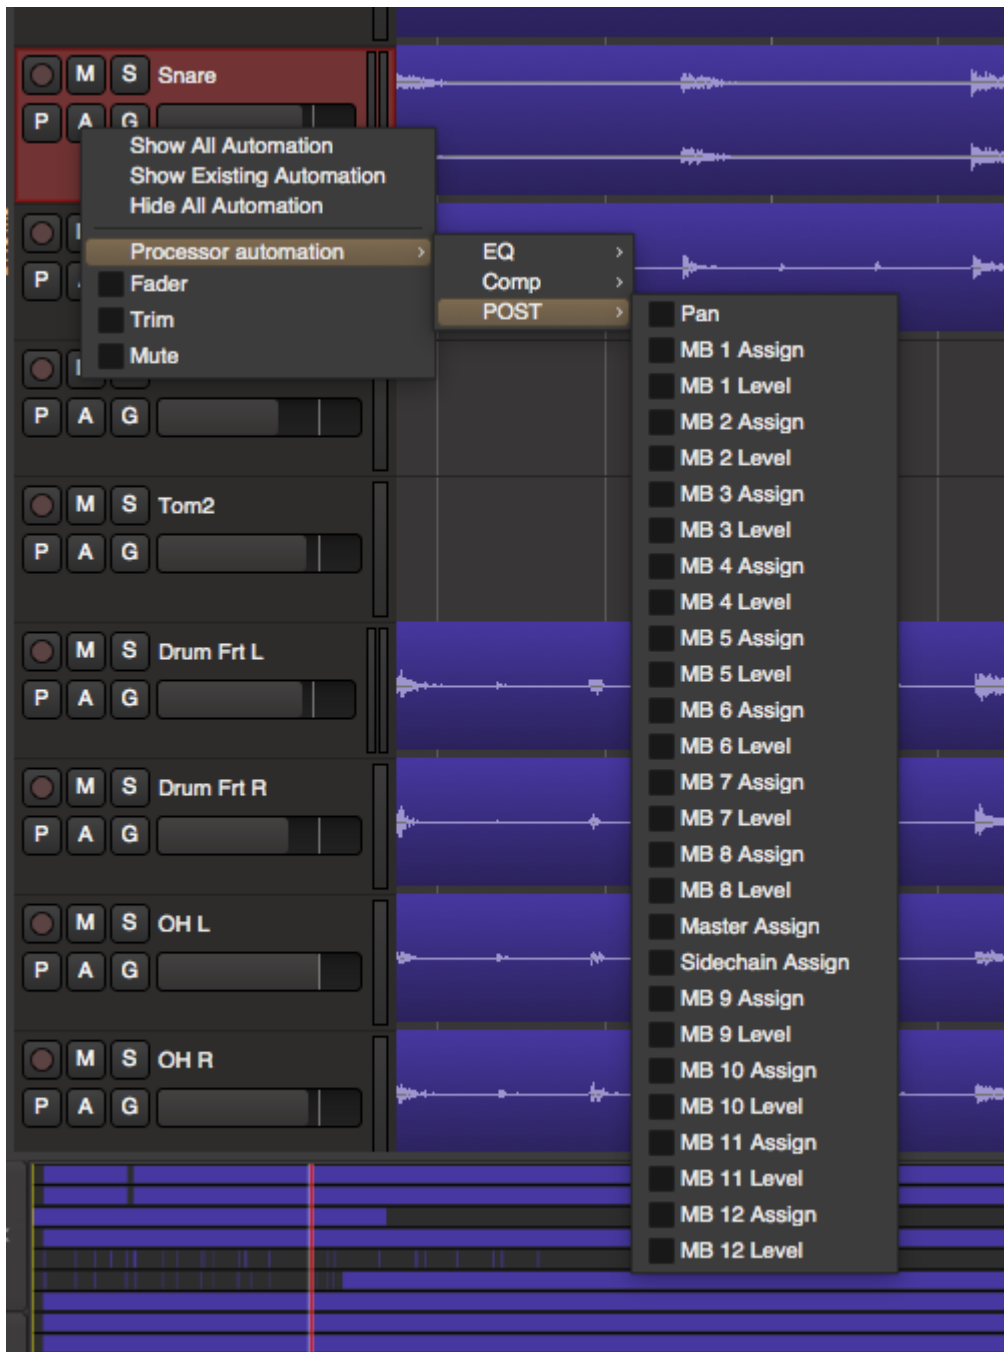 M S Snare
P A G
Show All Automation
Show Existing Automation
Hide All Automation
Processor automation
Fader
Trim
Mute
EQ
Comp
POST
Pan
MB 1 Assign
MB 1 Level
MB 2 Assign
MB 2 Level
MB 3 Assign
MB 3 Level
MB 4 Assign
MB 4 Level
MB 5 Assign
MB 5 Level
MB 6 Assign
MB 6 Level
MB 7 Assign
MB 7 Level
MB 8 Assign
MB 8 Level
Master Assign
Sidechain Assign
MB 9 Assign
MB 9 Level
MB 10 Assign
MB 10 Level
MB 11 Assign
MB 11 Level
MB 12 Assign
MB 12 Level
P
P A G
M S Tom2
P A G
M S Drum Frt L
P A G
M S Drum Frt R
P A G
M S OH L
P A G
M S OH R
P A G